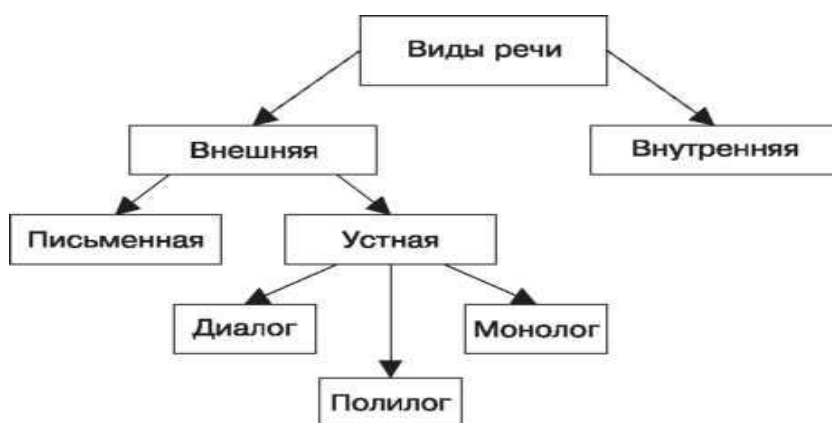 Виды речи
Внешняя
Внутренняя
Письменная
Устная
Диалог
Монолог
Полилог